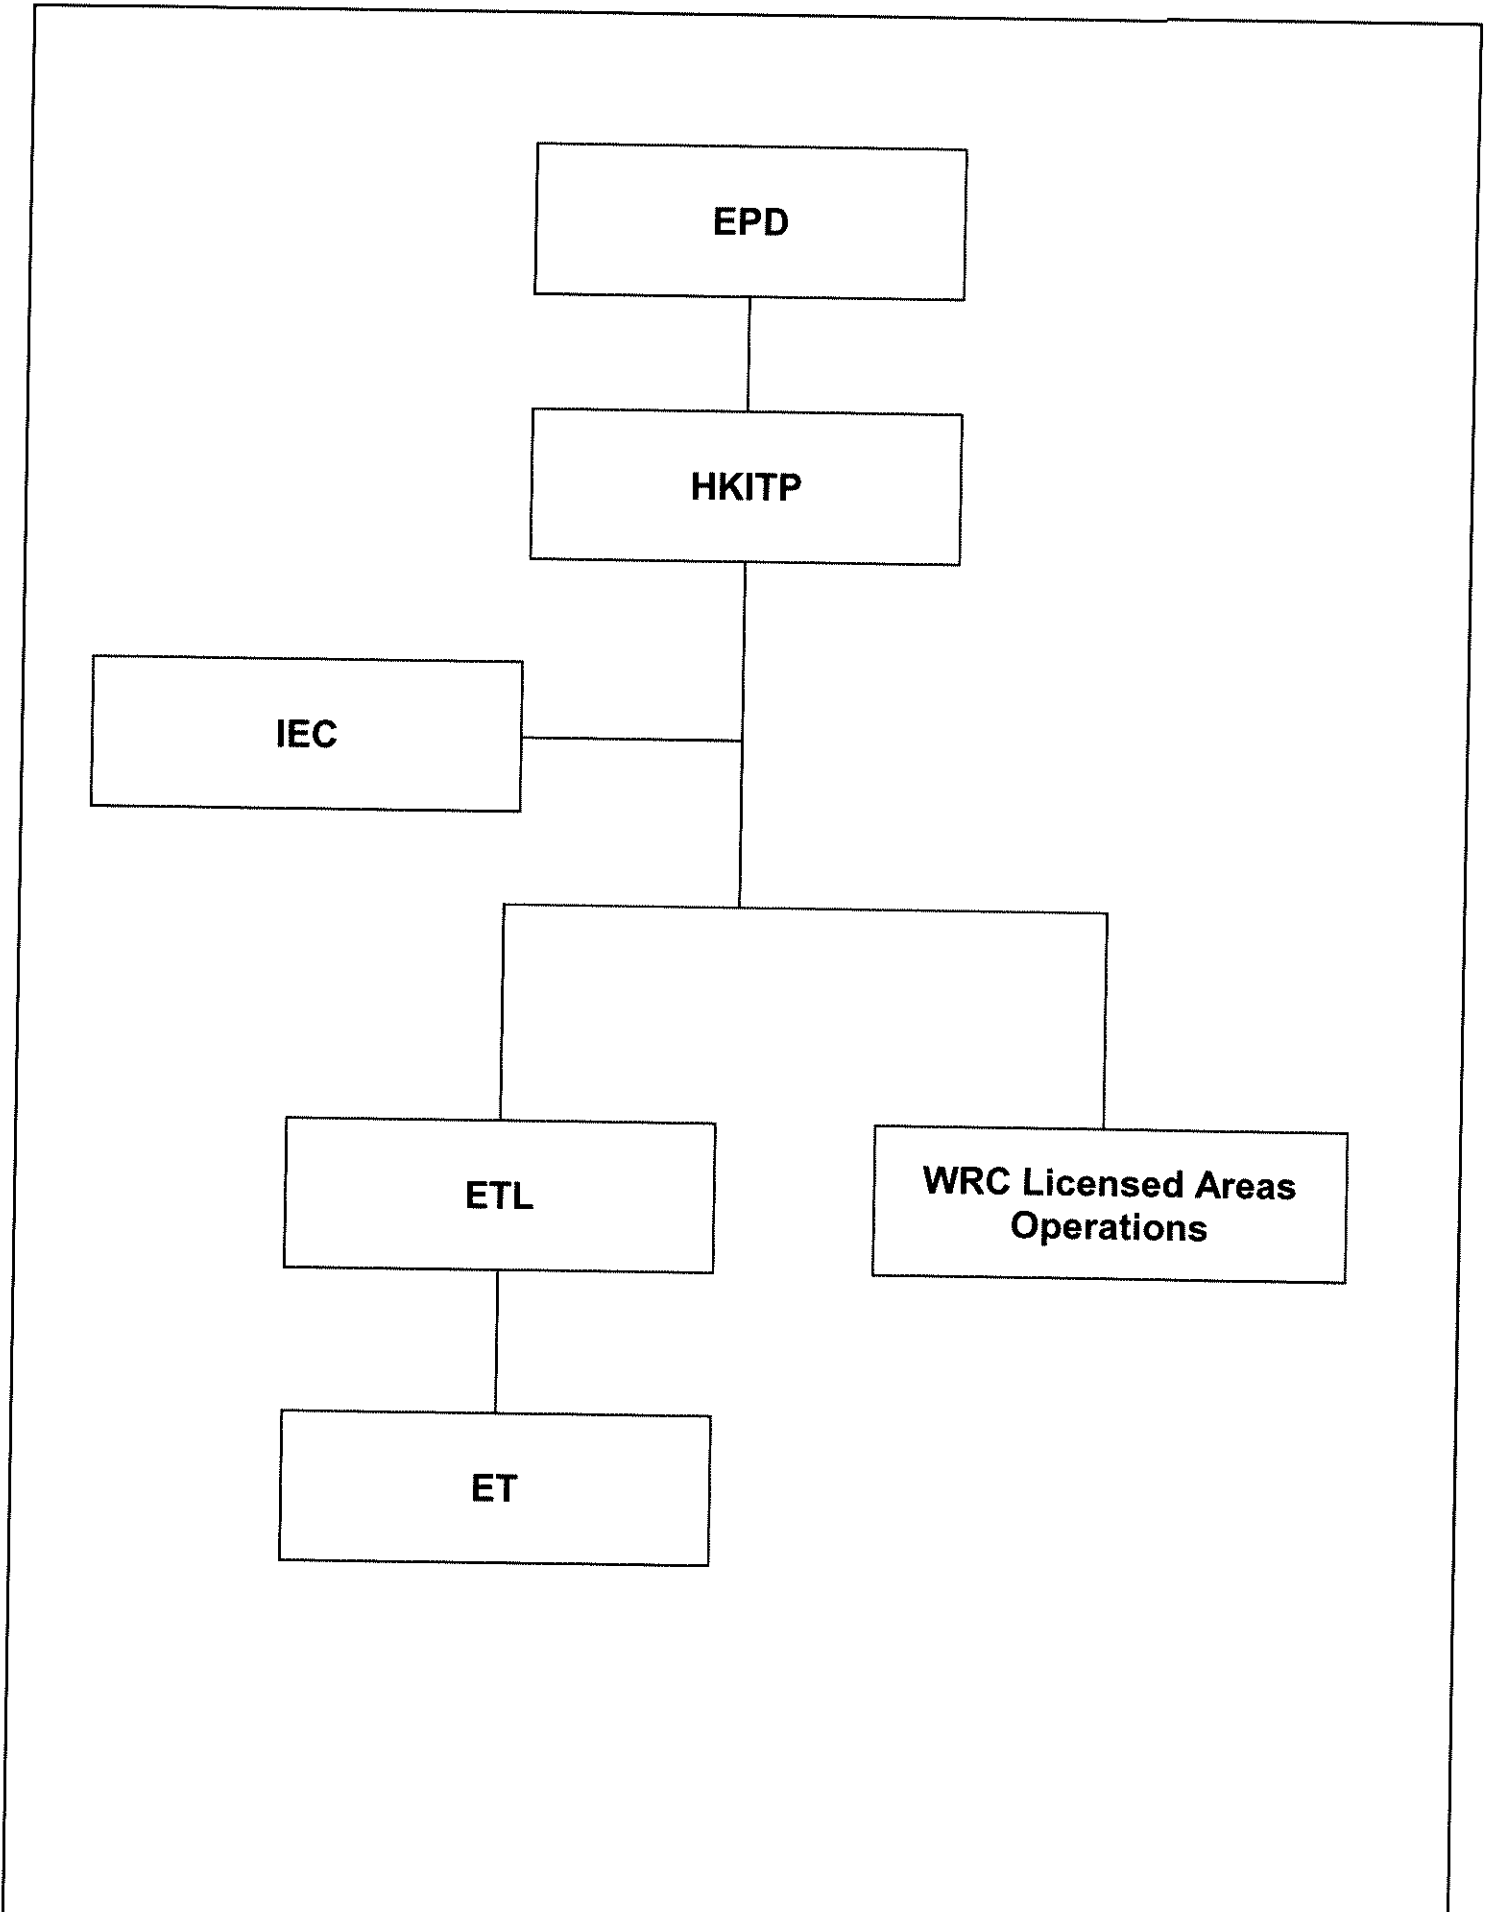 EPD
HKITP
IEC
ETL
WRC Licensed Areas
Operations
ET